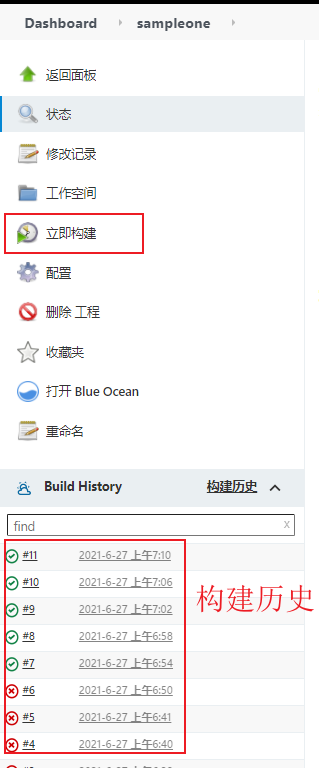 Dashboard sampleone
返回面板
状态
修改记录
工作空间
立即构建
配置
删除 工程
收藏夹
打开 Blue Ocean
重命名
Build History 构建历史
find x
#11 2021-6-27 上午7:10
#10 2021-6-27 上午7:06
构建历史
#9 2021-6-27 上午7:02
#8 2021-6-27 上午6:58
#7 2021-6-27 上午6:54
#6 2021-6-27 上午6:50
#5 2021-6-27 上午6:41
#4 2021-6-27 上午6:40